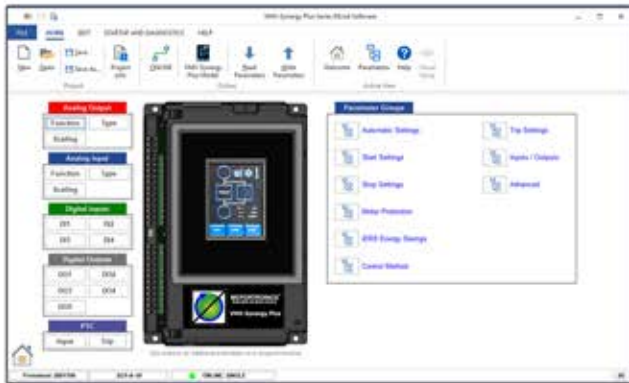 VMX-Synergy Plus Series MLink Software
FILE HOME EDIT STARTUP AND DIAGNOSTICS HELP
New Open Save Save As... Project Info ONLINE VMX-Synergy Plus Model Read Parameters Write Parameters Welcome Parameters Help
Project Online Active View
Analog Output
Function Type
Scaling
Analog Input
Function Type
Scaling
Digital Inputs
DI1 DI2
DI3 DI4
Digital Outputs
DO1 DO2
DO3 DO4
PTC
Input Trip
MOTORTRONICS
VMX-Synergy Plus
Parameter Groups
Automatic Settings
Start Settings
Stop Settings
Motor Protection
iERS Energy Savings
Control Method
Trip Settings
Inputs / Outputs
Advanced
ONLINE: SINGLE